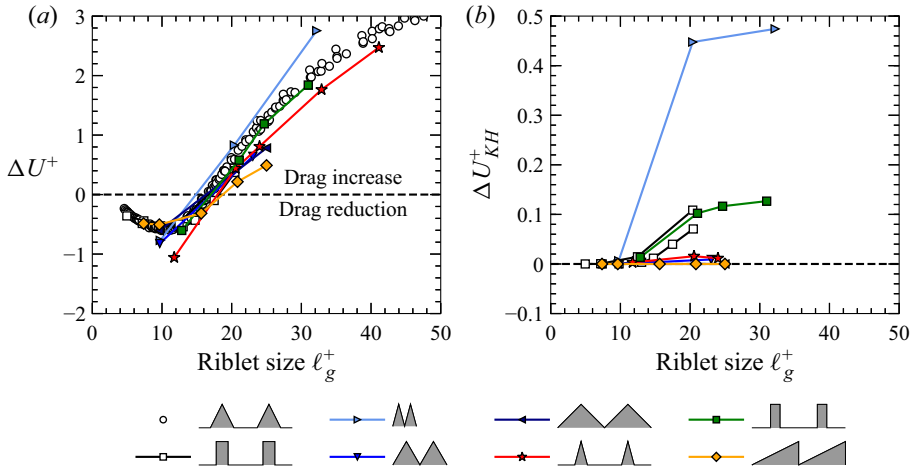 (a)
3
2
1
0
−1
−2
ΔU⁺
Drag increase
Drag reduction
0 10 20 30 40 50
Riblet size ℓg⁺
(b)
0.5
0.4
0.3
0.2
0.1
0
−0.1
ΔU⁺KH
0 10 20 30 40 50
Riblet size ℓg⁺